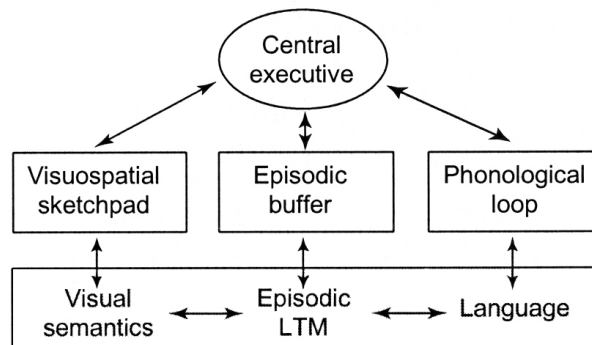 Central
executive
Visuospatial
sketchpad
Episodic
buffer
Phonological
loop
Visual
semantics
Episodic
LTM
Language